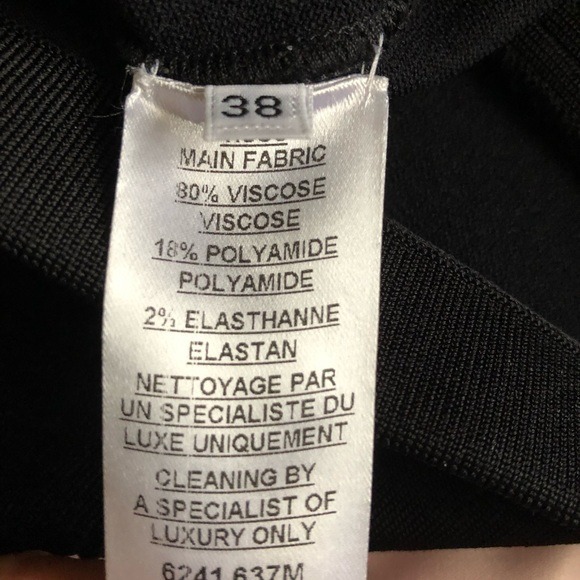 38
MAIN FABRIC
80% VISCOSE
VISCOSE
18% POLYAMIDE
POLYAMIDE
2% ELASTHANNE
ELASTAN
NETTOYAGE PAR
UN SPECIALISTE DU
LUXE UNIQUEMENT
CLEANING BY
A SPECIALIST OF
LUXURY ONLY
6241 637M